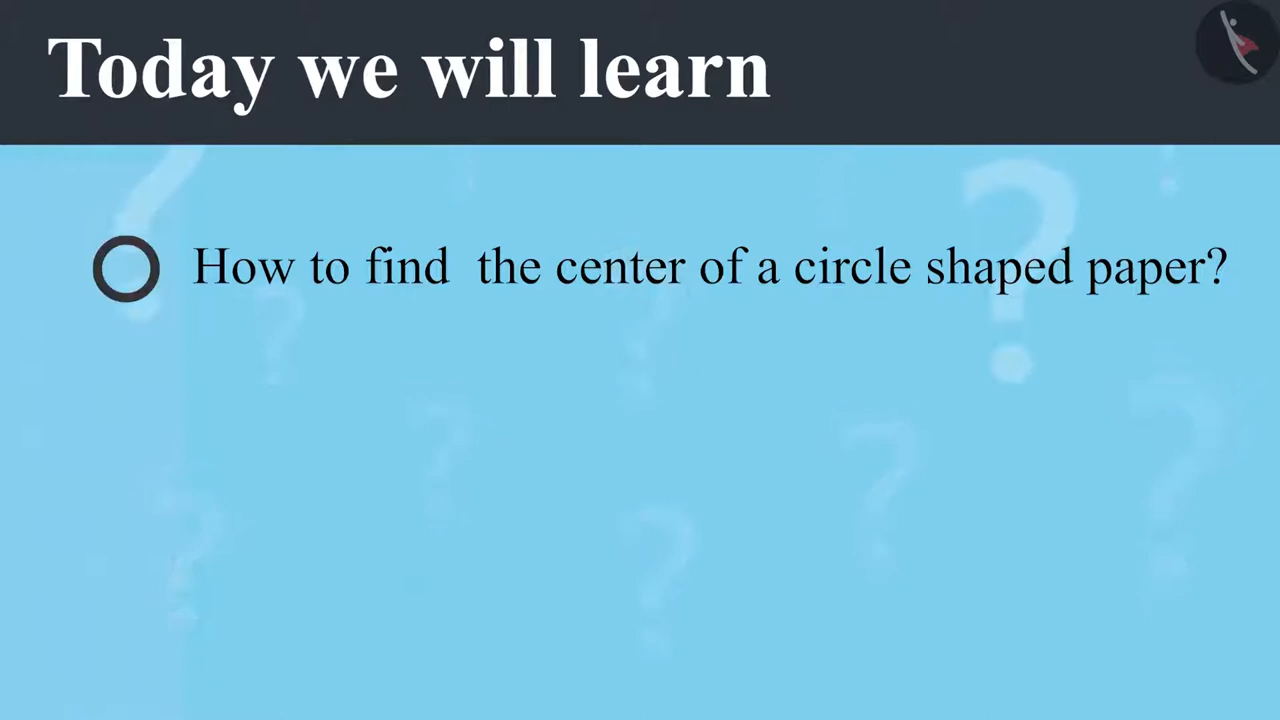 Today we will learn
How to find the center of a circle shaped paper?